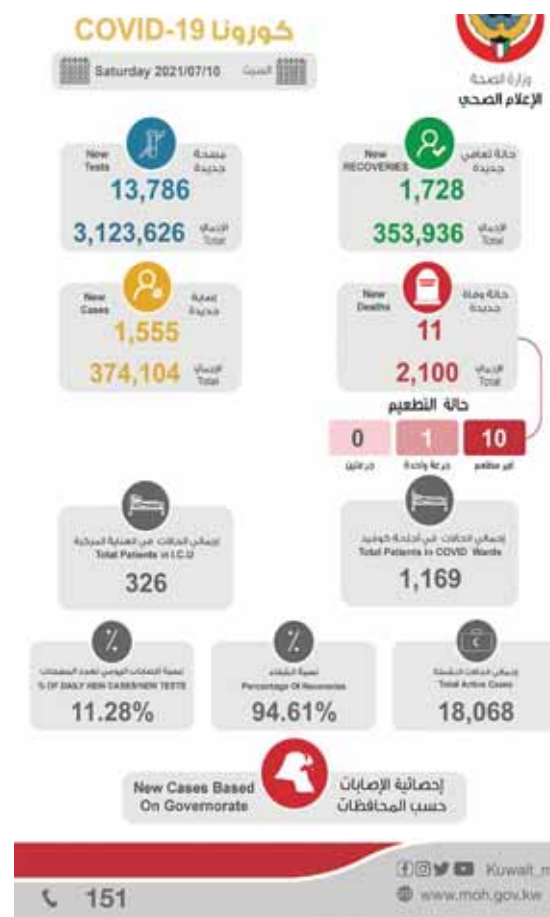 كورونا COVID-19
Saturday 2021/07/10 السبت
وزارة الصحة
الإعلام الصحي
New Tests
مسحة جديدة
13,786
3,123,626 الإجمالي Total
New RECOVERIES
حالة تعافي جديدة
1,728
353,936 الإجمالي Total
New Cases
إصابة جديدة
1,555
374,104 الإجمالي Total
New Deaths
حالة وفاة جديدة
11
2,100 الإجمالي Total
حالة التطعيم
0 1 10
جرعتين جرعة واحدة غير مطعم
إجمالي الحالات في العناية المركزة
Total Patients in I.C.U
326
إجمالي الحالات في أجنحة كوفيد
Total Patients in COVID Wards
1,169
% OF DAILY NEW CASES/NEW TESTS
11.28%
نسبة الشفاء
Percentage Of Recoveries
94.61%
إجمالي الحالات النشطة
Total Active Cases
18,068
New Cases Based
On Governorate
إحصائية الإصابات
حسب المحافظات
151
Kuwait_m
www.moh.gov.kw